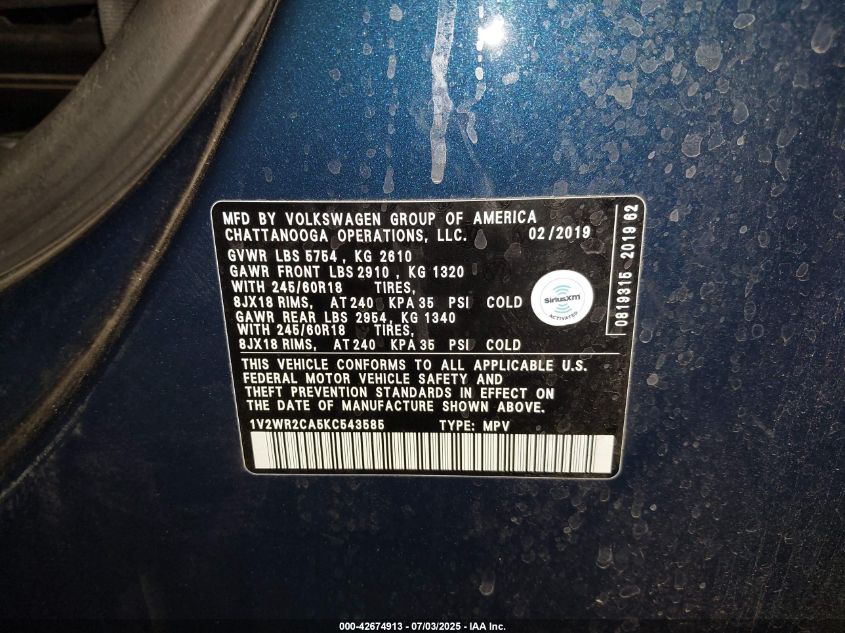 MFD BY VOLKSWAGEN GROUP OF AMERICA
CHATTANOOGA OPERATIONS, LLC. 02/2019
GVWR LBS 5754 , KG 2610
GAWR FRONT LBS 2910 , KG 1320
WITH 245/60R18 TIRES,
8JX18 RIMS, AT 240 KPA 35 PSI COLD
GAWR REAR LBS 2954, KG 1340
WITH 245/60R18 TIRES,
8JX18 RIMS, AT 240 KPA 35 PSI COLD
THIS VEHICLE CONFORMS TO ALL APPLICABLE U.S.
FEDERAL MOTOR VEHICLE SAFETY AND
THEFT PREVENTION STANDARDS IN EFFECT ON
THE DATE OF MANUFACTURE SHOWN ABOVE.
1V2WR2CA5KC543585 TYPE: MPV
SiriusXM
ACTIVATED
0819315 2019 62
000-42674913 - 07/03/2025 - IAA Inc.